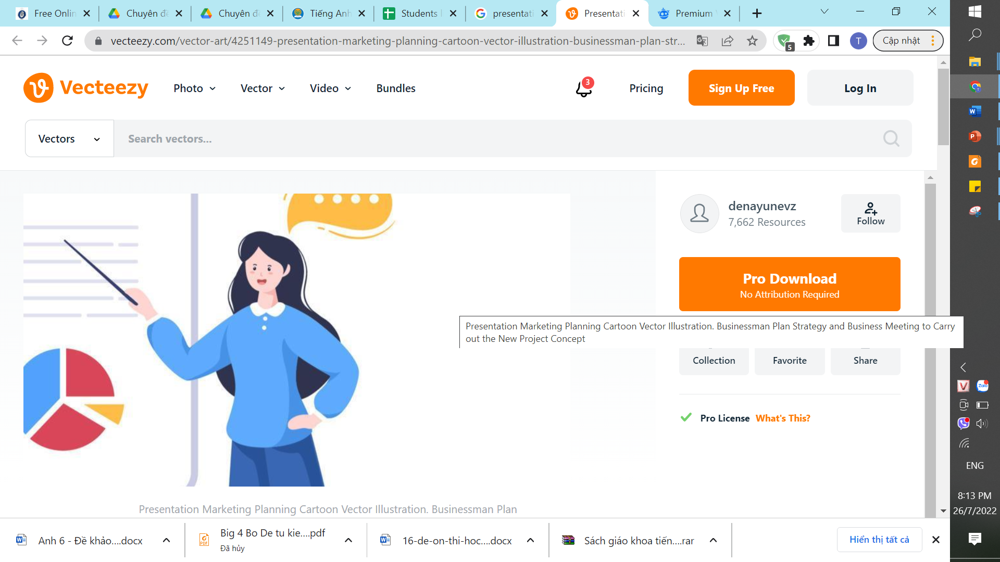 Free Onlin
Chuyên đề
Chuyên đề
Tiếng Anh
Students
presentati
Presentati
Premium
vecteezy.com/vector-art/4251149-presentation-marketing-planning-cartoon-vector-illustration-businessman-plan-str...
5
T
Cập nhật
Vecteezy
Photo
Vector
Video
Bundles
3
Pricing
Sign Up Free
Log In
Vectors
Search vectors...
denayunevz
7,662 Resources
Follow
Pro Download
No Attribution Required
Presentation Marketing Planning Cartoon Vector Illustration. Businessman Plan Strategy and Business Meeting to Carry
out the New Project Concept
Collection
Favorite
Share
Pro License What's This?
Presentation Marketing Planning Cartoon Vector Illustration. Businessman Plan
Anh 6 - Đề khảo....docx
Big 4 Bo De tu kie....pdf
Đã hủy
16-de-on-thi-hoc....docx
Sách giáo khoa tiến....rar
Hiển thị tất cả
Zalo
ENG
8:13 PM
26/7/2022